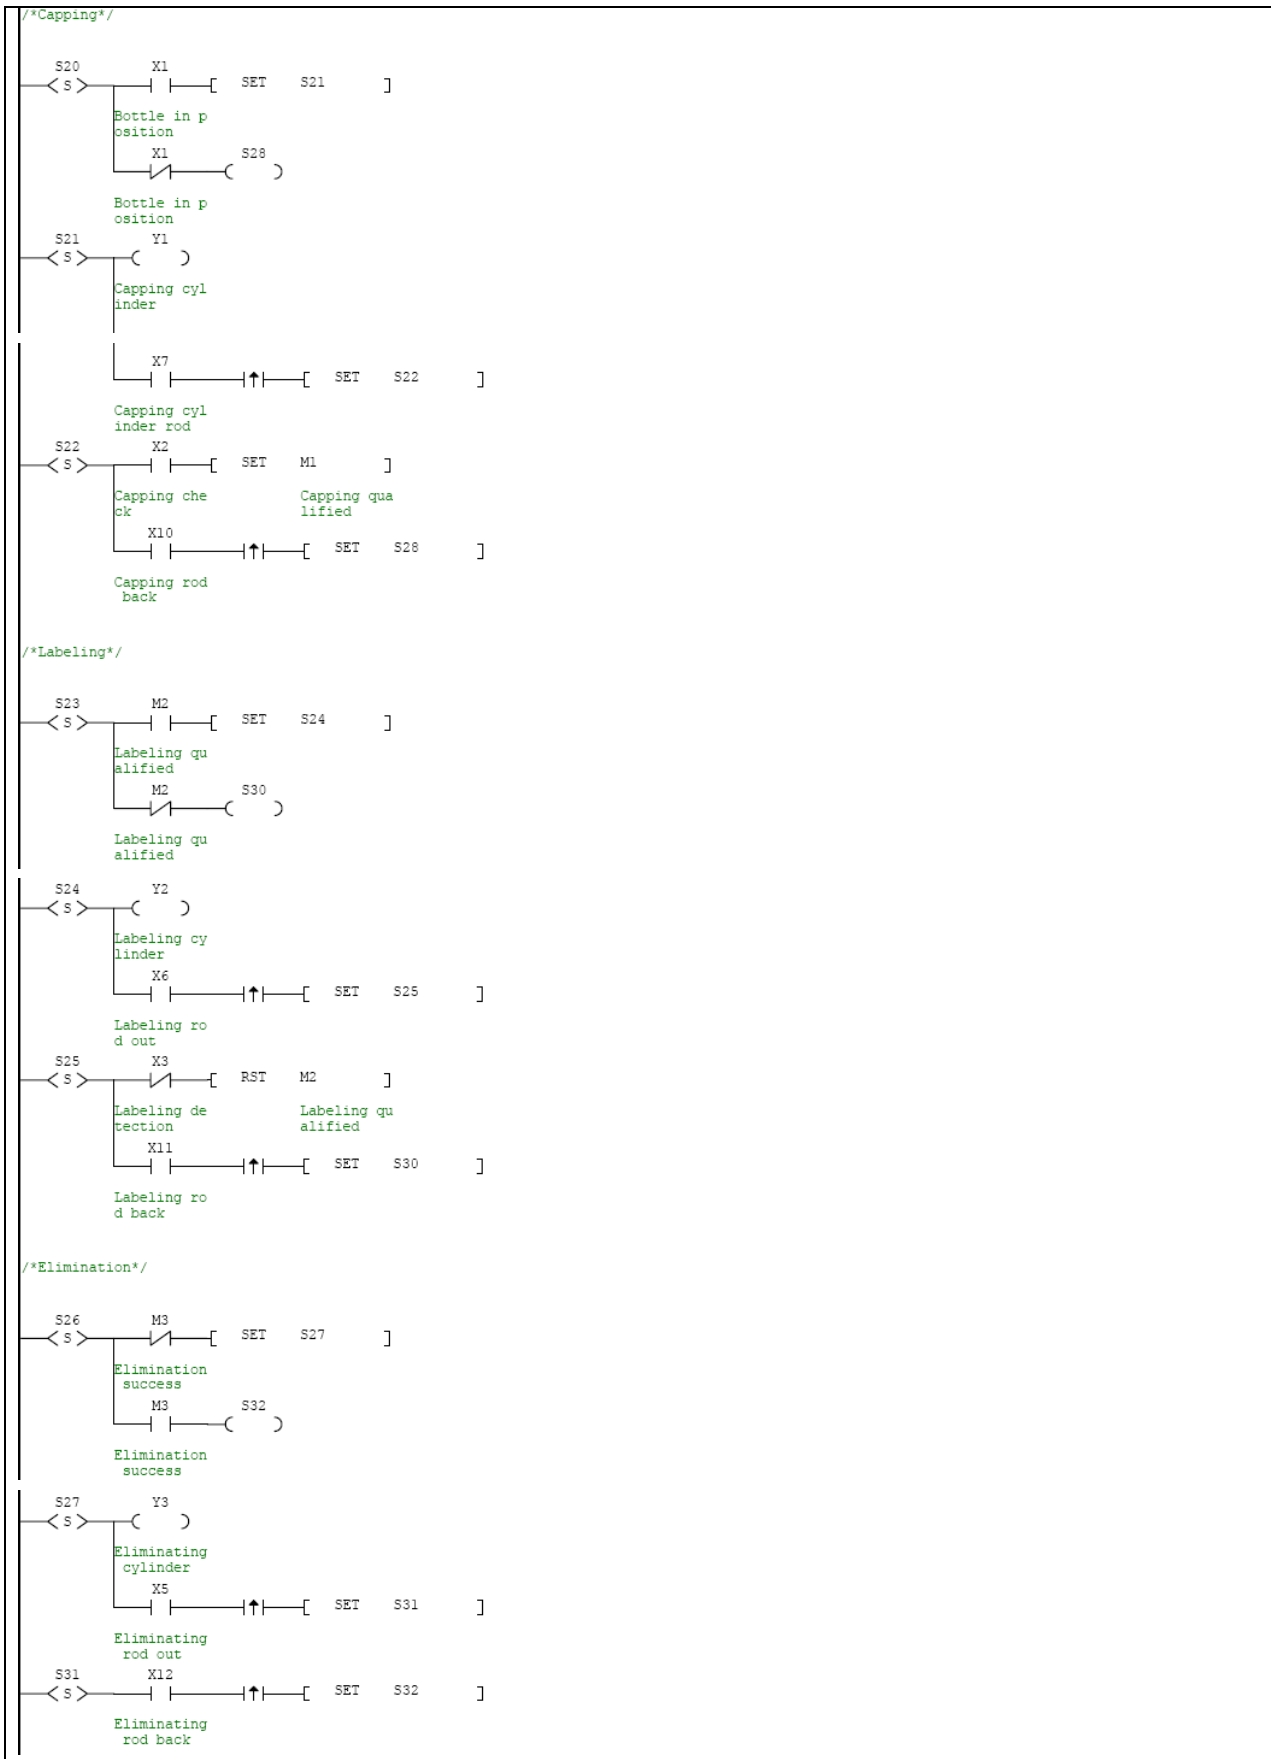 /*Capping*/
S20 X1
S SET S21
Bottle in p
osition
X1 S28
Bottle in p
osition
S21 Y1
S
Capping cyl
inder
X7
SET S22
Capping cyl
inder rod
S22 X2
S SET M1
Capping che Capping qua
ck lified
X10
SET S28
Capping rod
back
/*Labeling*/
S23 M2
S SET S24
Labeling qu
alified
M2 S30
Labeling qu
alified
S24 Y2
S
Labeling cy
linder
X6
SET S25
Labeling ro
d out
S25 X3
S RST M2
Labeling de Labeling qu
tection alified
X11
SET S30
Labeling ro
d back
/*Elimination*/
S26 M3
S SET S27
Elimination
success
M3 S32
Elimination
success
S27 Y3
S
Eliminating
cylinder
X5
SET S31
Eliminating
rod out
S31 X12
S SET S32
Eliminating
rod back